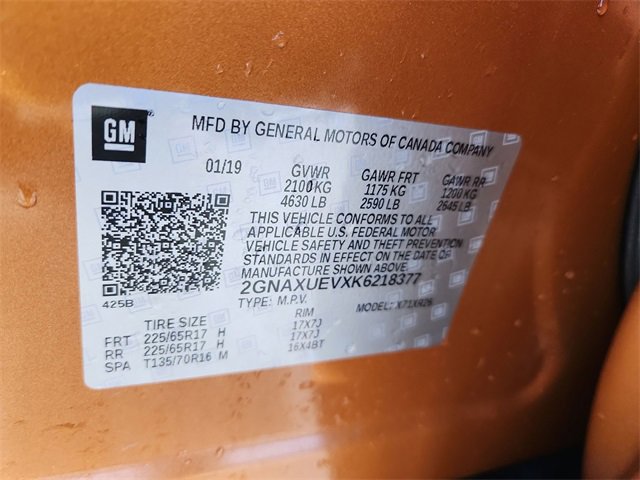 GM
MFD BY GENERAL MOTORS OF CANADA COMPANY
01/19 GVWR GAWR FRT GAWR RR
2100 KG 1175 KG 1200 KG
4630 LB 2590 LB 2645 LB
THIS VEHICLE CONFORMS TO ALL
APPLICABLE U.S. FEDERAL MOTOR
VEHICLE SAFETY AND THEFT PREVENTION
STANDARDS IN EFFECT ON THE DATE OF
MANUFACTURE SHOWN ABOVE.
2GNAXUEVXK6218377
425B
TYPE: M.P.V. MODEL:
TIRE SIZE RIM
FRT 225/65R17 H 17X7J
RR 225/65R17 H 17X7J
SPA T135/70R16 M 16X4BT